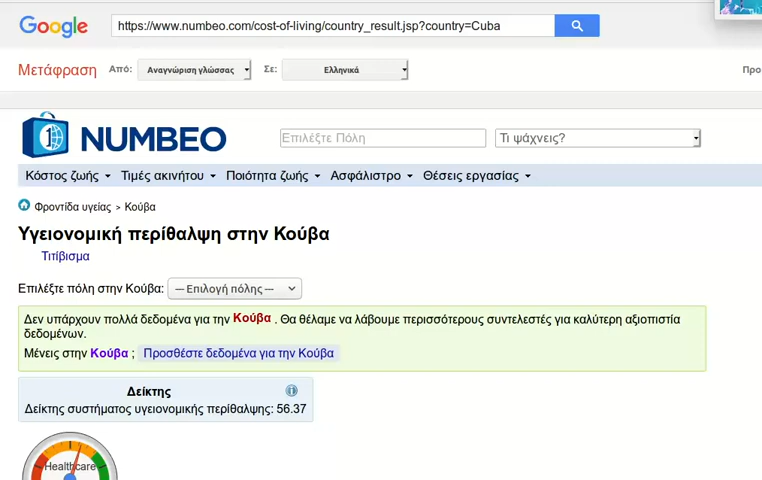 Google https://www.numbeo.com/cost-of-living/country_result.jsp?country=Cuba
Μετάφραση Από: Αναγνώριση γλώσσας Σε: Ελληνικά Προ
NUMBEO Επιλέξτε Πόλη Τι ψάχνεις?
Κόστος ζωής Τιμές ακινήτου Ποιότητα ζωής Ασφάλιστρο Θέσεις εργασίας
Φροντίδα υγείας > Κούβα
Υγειονομική περίθαλψη στην Κούβα
Τιτίβισμα
Επιλέξτε πόλη στην Κούβα: --- Επιλογή πόλης ---
Δεν υπάρχουν πολλά δεδομένα για την Κούβα . Θα θέλαμε να λάβουμε περισσότερους συντελεστές για καλύτερη αξιοπιστία
δεδομένων.
Μένεις στην Κούβα ; Προσθέστε δεδομένα για την Κούβα
Δείκτης
Δείκτης συστήματος υγειονομικής περίθαλψης: 56.37
Healthcare